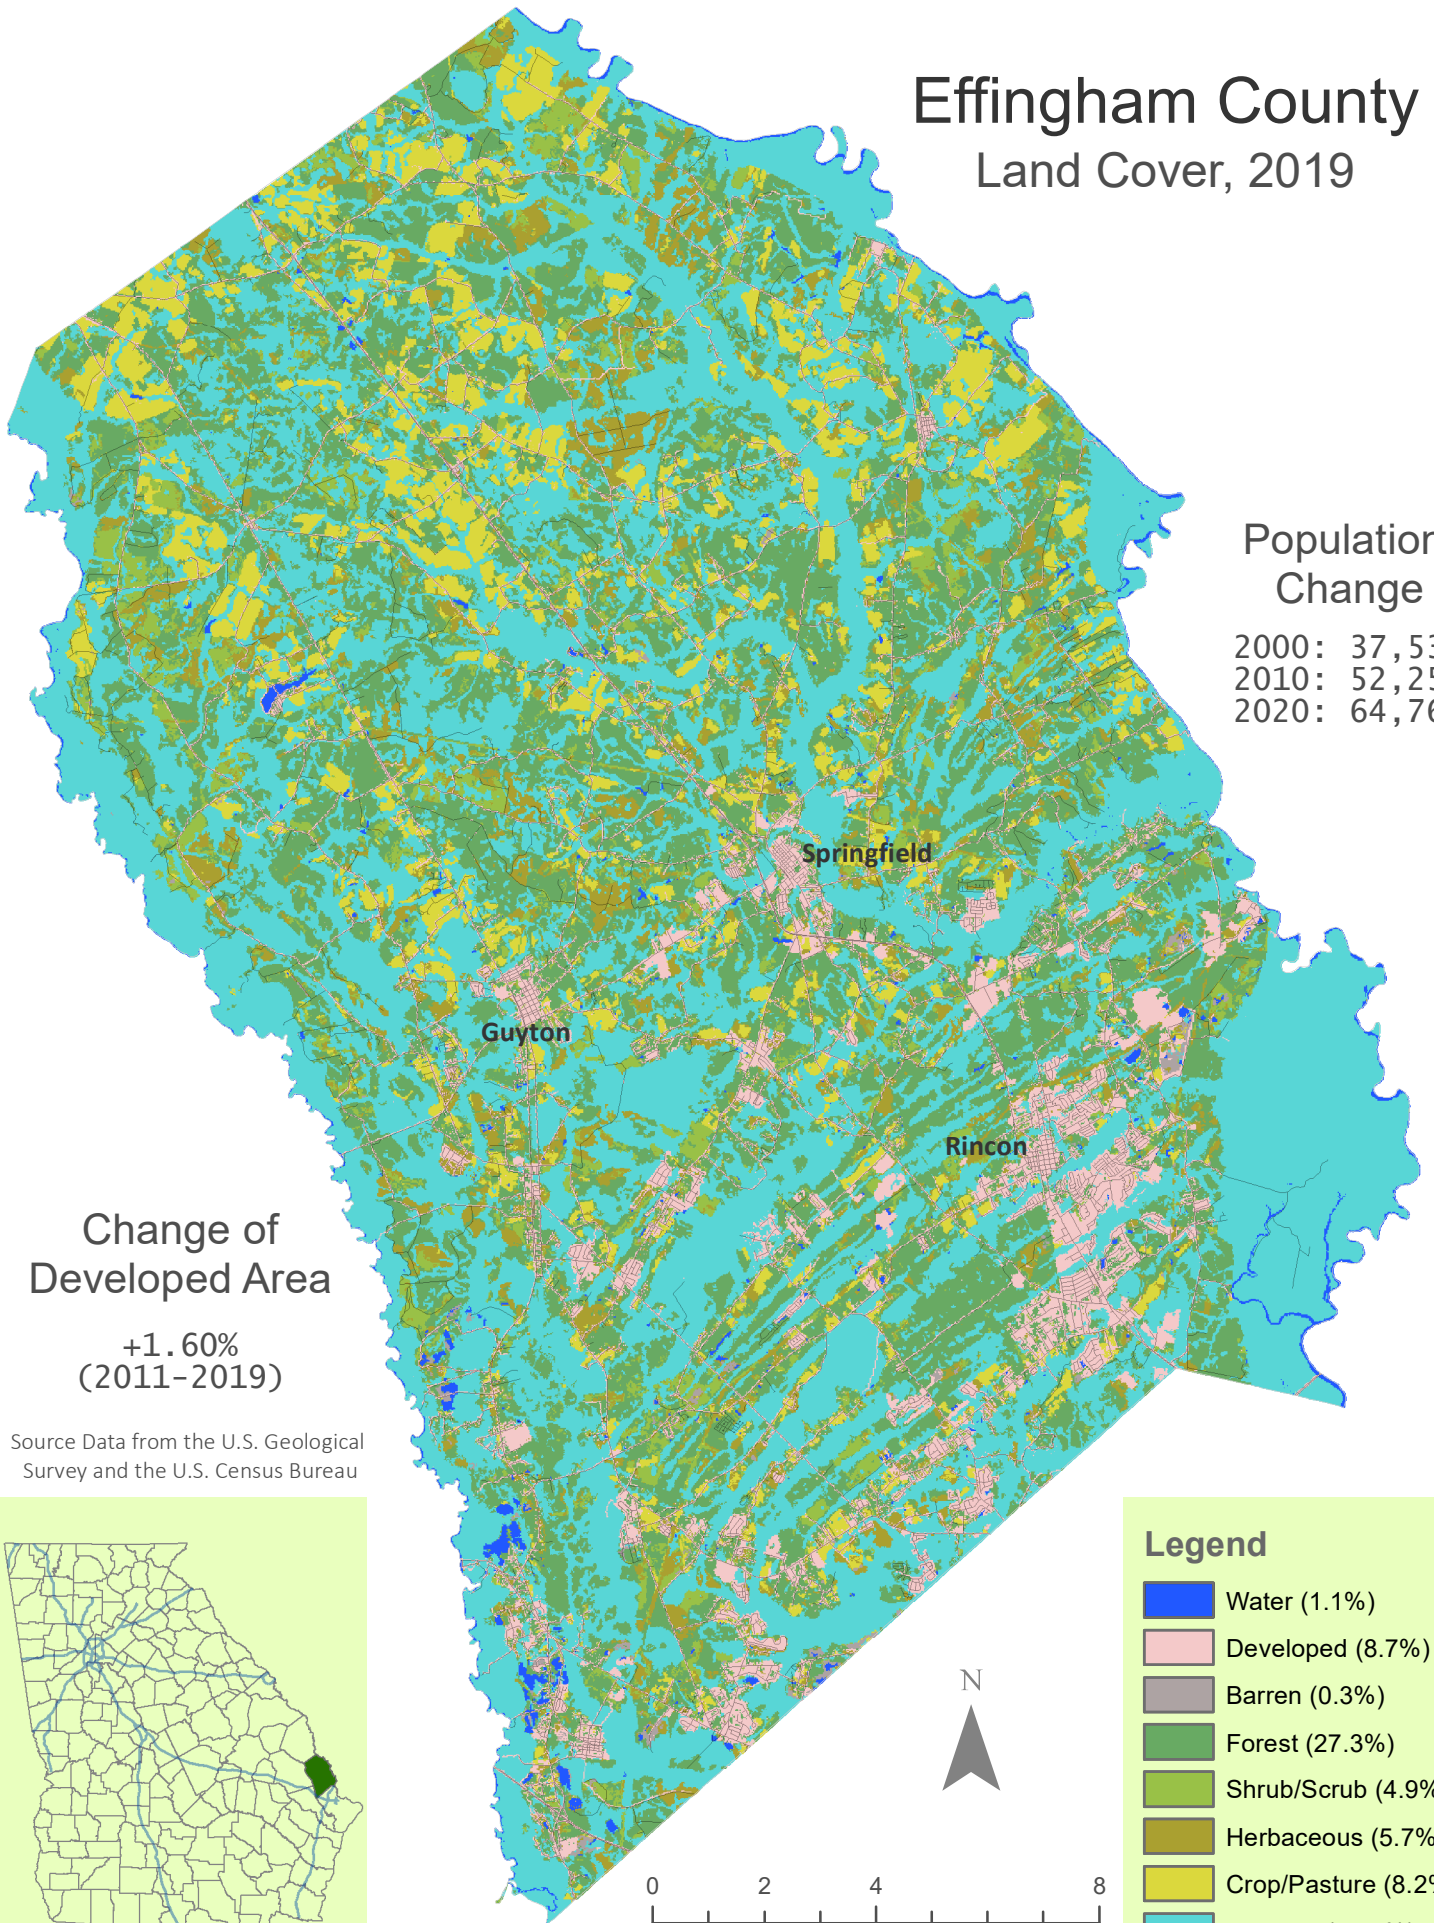 Effingham County
Land Cover, 2019
Population
Change
2000: 37,53
2010: 52,25
2020: 64,76
Springfield
Guyton
Rincon
Change of
Developed Area
+1.60%
(2011-2019)
Source Data from the U.S. Geological
Survey and the U.S. Census Bureau
Legend
Water (1.1%)
Developed (8.7%)
Barren (0.3%)
Forest (27.3%)
Shrub/Scrub (4.9%
Herbaceous (5.7%
Crop/Pasture (8.2%
N
0 2 4 8